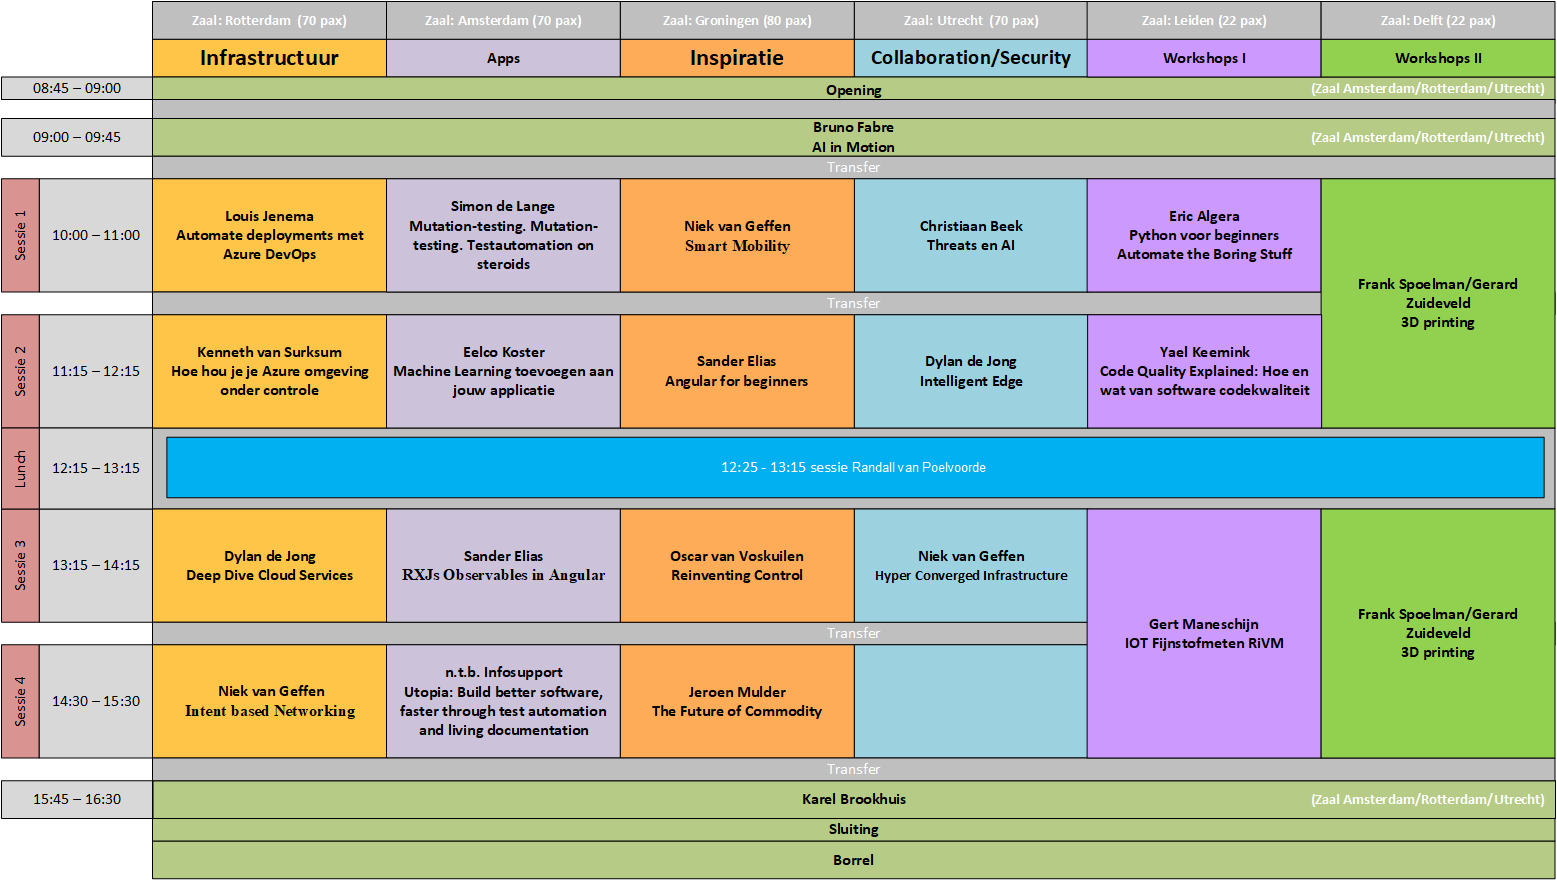 Zaal: Rotterdam (70 pax)
Zaal: Amsterdam (70 pax)
Zaal: Groningen (80 pax)
Zaal: Utrecht (70 pax)
Zaal: Leiden (22 pax)
Zaal: Delft (22 pax)
Infrastructuur
Apps
Inspiratie
Collaboration/Security
Workshops I
Workshops II
08:45 – 09:00
Opening
(Zaal Amsterdam/Rotterdam/Utrecht)
09:00 – 09:45
Bruno Fabre
AI in Motion
(Zaal Amsterdam/Rotterdam/Utrecht)
Transfer
Sessie 1
10:00 – 11:00
Louis Jenema
Automate deployments met
Azure DevOps
Simon de Lange
Mutation-testing. Mutation-
testing. Testautomation on
steroids
Niek van Geffen
Smart Mobility
Christiaan Beek
Threats en AI
Eric Algera
Python voor beginners
Automate the Boring Stuff
Frank Spoelman/Gerard
Zuideveld
3D printing
Transfer
Sessie 2
11:15 – 12:15
Kenneth van Surksum
Hoe hou je je Azure omgeving
onder controle
Eelco Koster
Machine Learning toevoegen aan
jouw applicatie
Sander Elias
Angular for beginners
Dylan de Jong
Intelligent Edge
Yael Keemink
Code Quality Explained: Hoe en
wat van software codekwaliteit
Lunch
12:15 – 13:15
12:25 - 13:15 sessie Randall van Poelvoorde
Sessie 3
13:15 – 14:15
Dylan de Jong
Deep Dive Cloud Services
Sander Elias
RXJs Observables in Angular
Oscar van Voskuilen
Reinventing Control
Niek van Geffen
Hyper Converged Infrastructure
Gert Maneschijn
IOT Fijnstofmeten RiVM
Frank Spoelman/Gerard
Zuideveld
3D printing
Transfer
Sessie 4
14:30 – 15:30
Niek van Geffen
Intent based Networking
n.t.b. Infosupport
Utopia: Build better software,
faster through test automation
and living documentation
Jeroen Mulder
The Future of Commodity
Transfer
15:45 – 16:30
Karel Brookhuis
(Zaal Amsterdam/Rotterdam/Utrecht)
Sluiting
Borrel